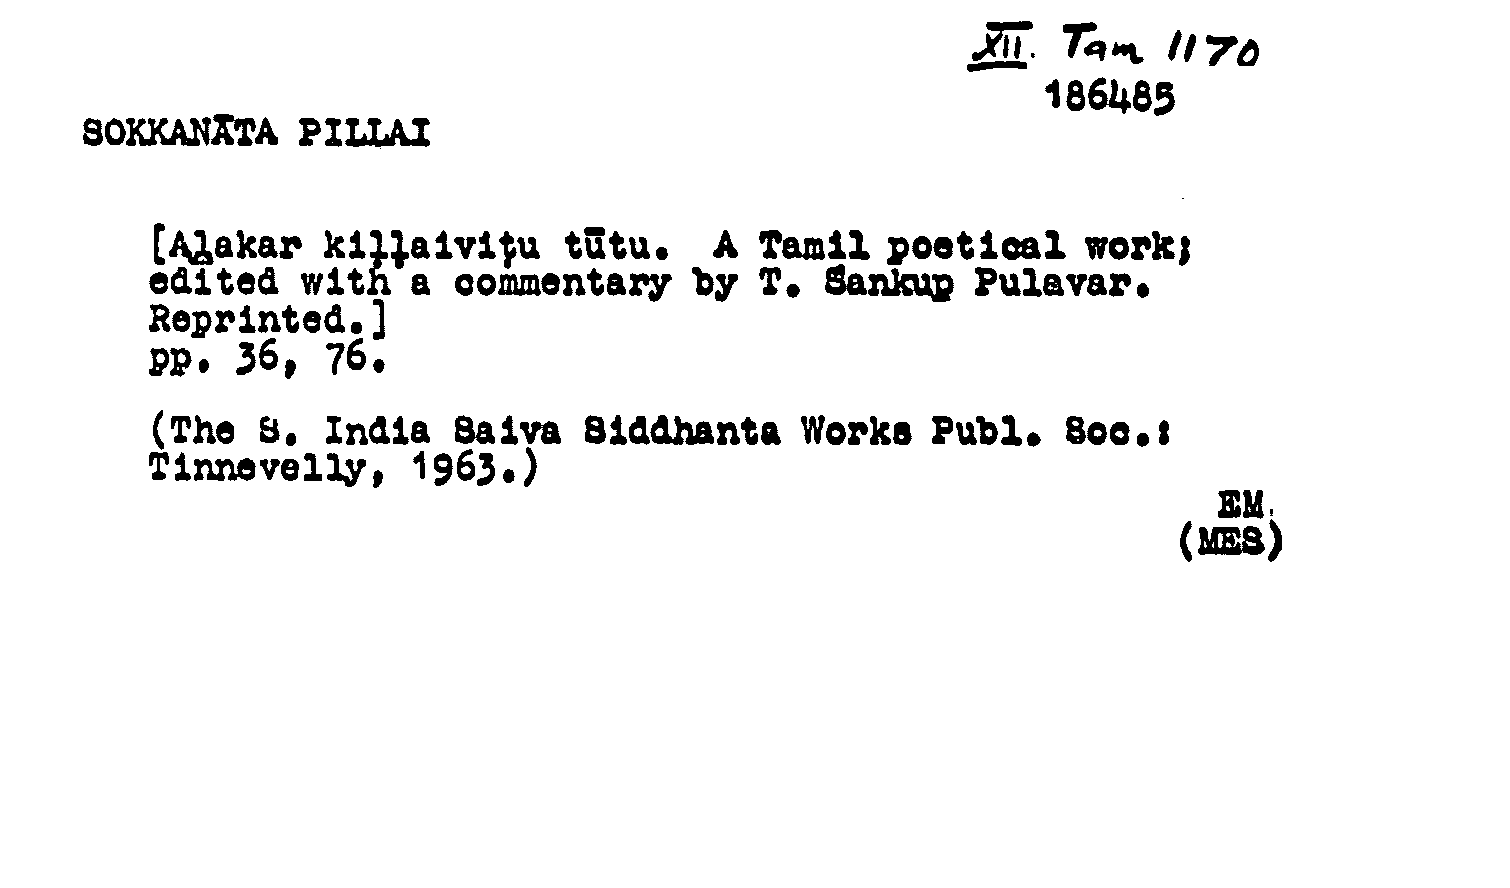 XII. Tam 1170
186485
SOKKANĀTA PILLAI
[Aḻakar kiḷḷaiviṭu tūtu. A Tamil poetical work;
edited with a commentary by T. Sankup Pulavar.
Reprinted.]
pp. 36, 76.
(The S. India Saiva Siddhanta Works Publ. Soc.:
Tinnevelly, 1963.)
EM.
(MES)